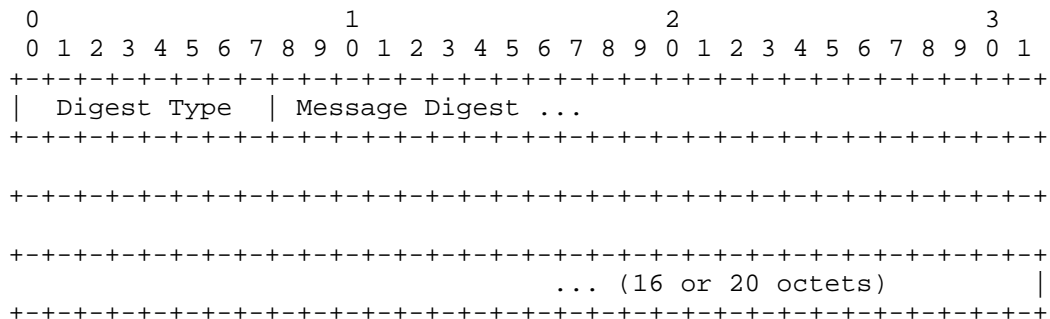 0                   1                   2                   3
 0 1 2 3 4 5 6 7 8 9 0 1 2 3 4 5 6 7 8 9 0 1 2 3 4 5 6 7 8 9 0 1
+-+-+-+-+-+-+-+-+-+-+-+-+-+-+-+-+-+-+-+-+-+-+-+-+-+-+-+-+-+-+-+-+
|  Digest Type  | Message Digest ...
+-+-+-+-+-+-+-+-+-+-+-+-+-+-+-+-+-+-+-+-+-+-+-+-+-+-+-+-+-+-+-+-+
+-+-+-+-+-+-+-+-+-+-+-+-+-+-+-+-+-+-+-+-+-+-+-+-+-+-+-+-+-+-+-+-+
+-+-+-+-+-+-+-+-+-+-+-+-+-+-+-+-+-+-+-+-+-+-+-+-+-+-+-+-+-+-+-+-+
                                  ... (16 or 20 octets)         |
+-+-+-+-+-+-+-+-+-+-+-+-+-+-+-+-+-+-+-+-+-+-+-+-+-+-+-+-+-+-+-+-+